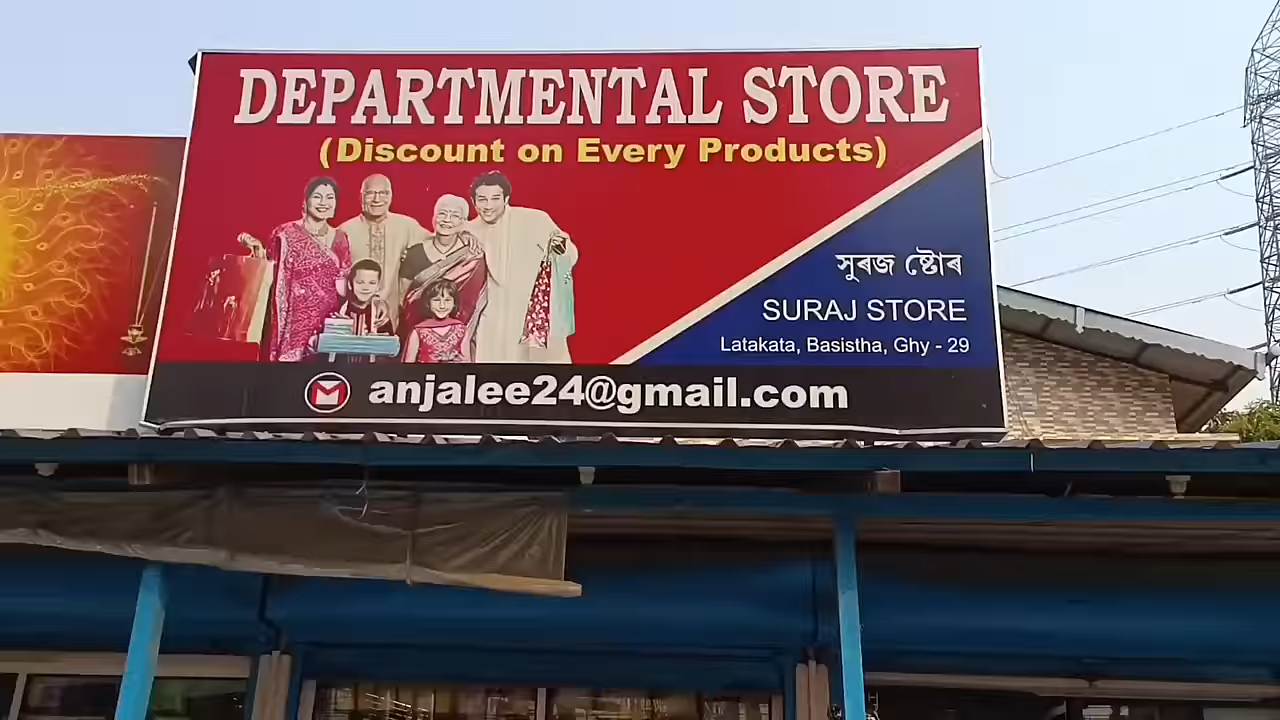 DEPARTMENTAL STORE
(Discount on Every Products)
সুৰজ ষ্টোৰ
SURAJ STORE
Latakata, Basistha, Ghy - 29
anjalee24@gmail.com